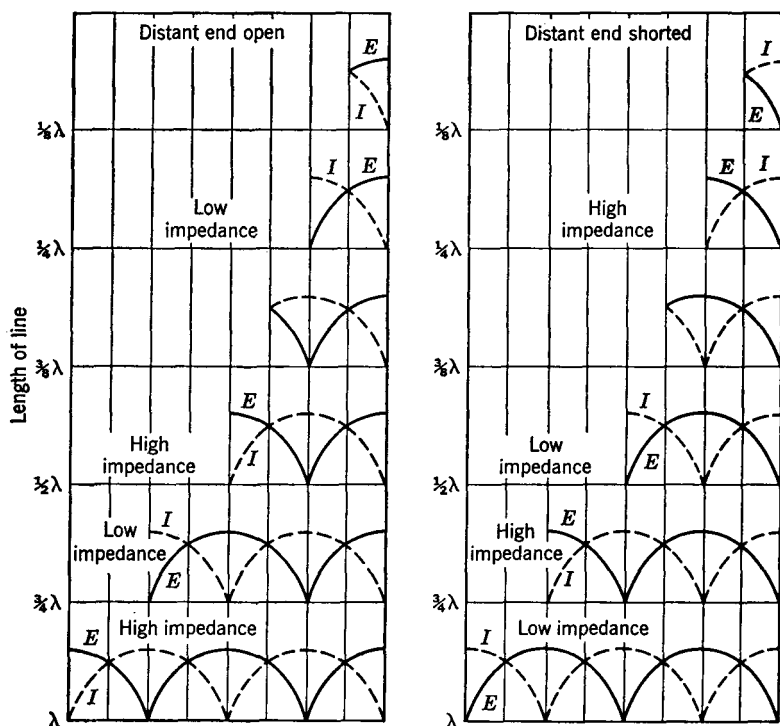 Distant end open
E
I
⅛λ
I E
Low
impedance
¼λ
⅜λ
E
High
impedance
I
½λ
Low
impedance
I
E
¾λ
E
High impedance
I
λ
Length of line
Distant end shorted
I
E
⅛λ
E I
High
impedance
¼λ
⅜λ
I
Low
impedance
E
½λ
E
High
impedance
I
¾λ
I
Low impedance
E
λ